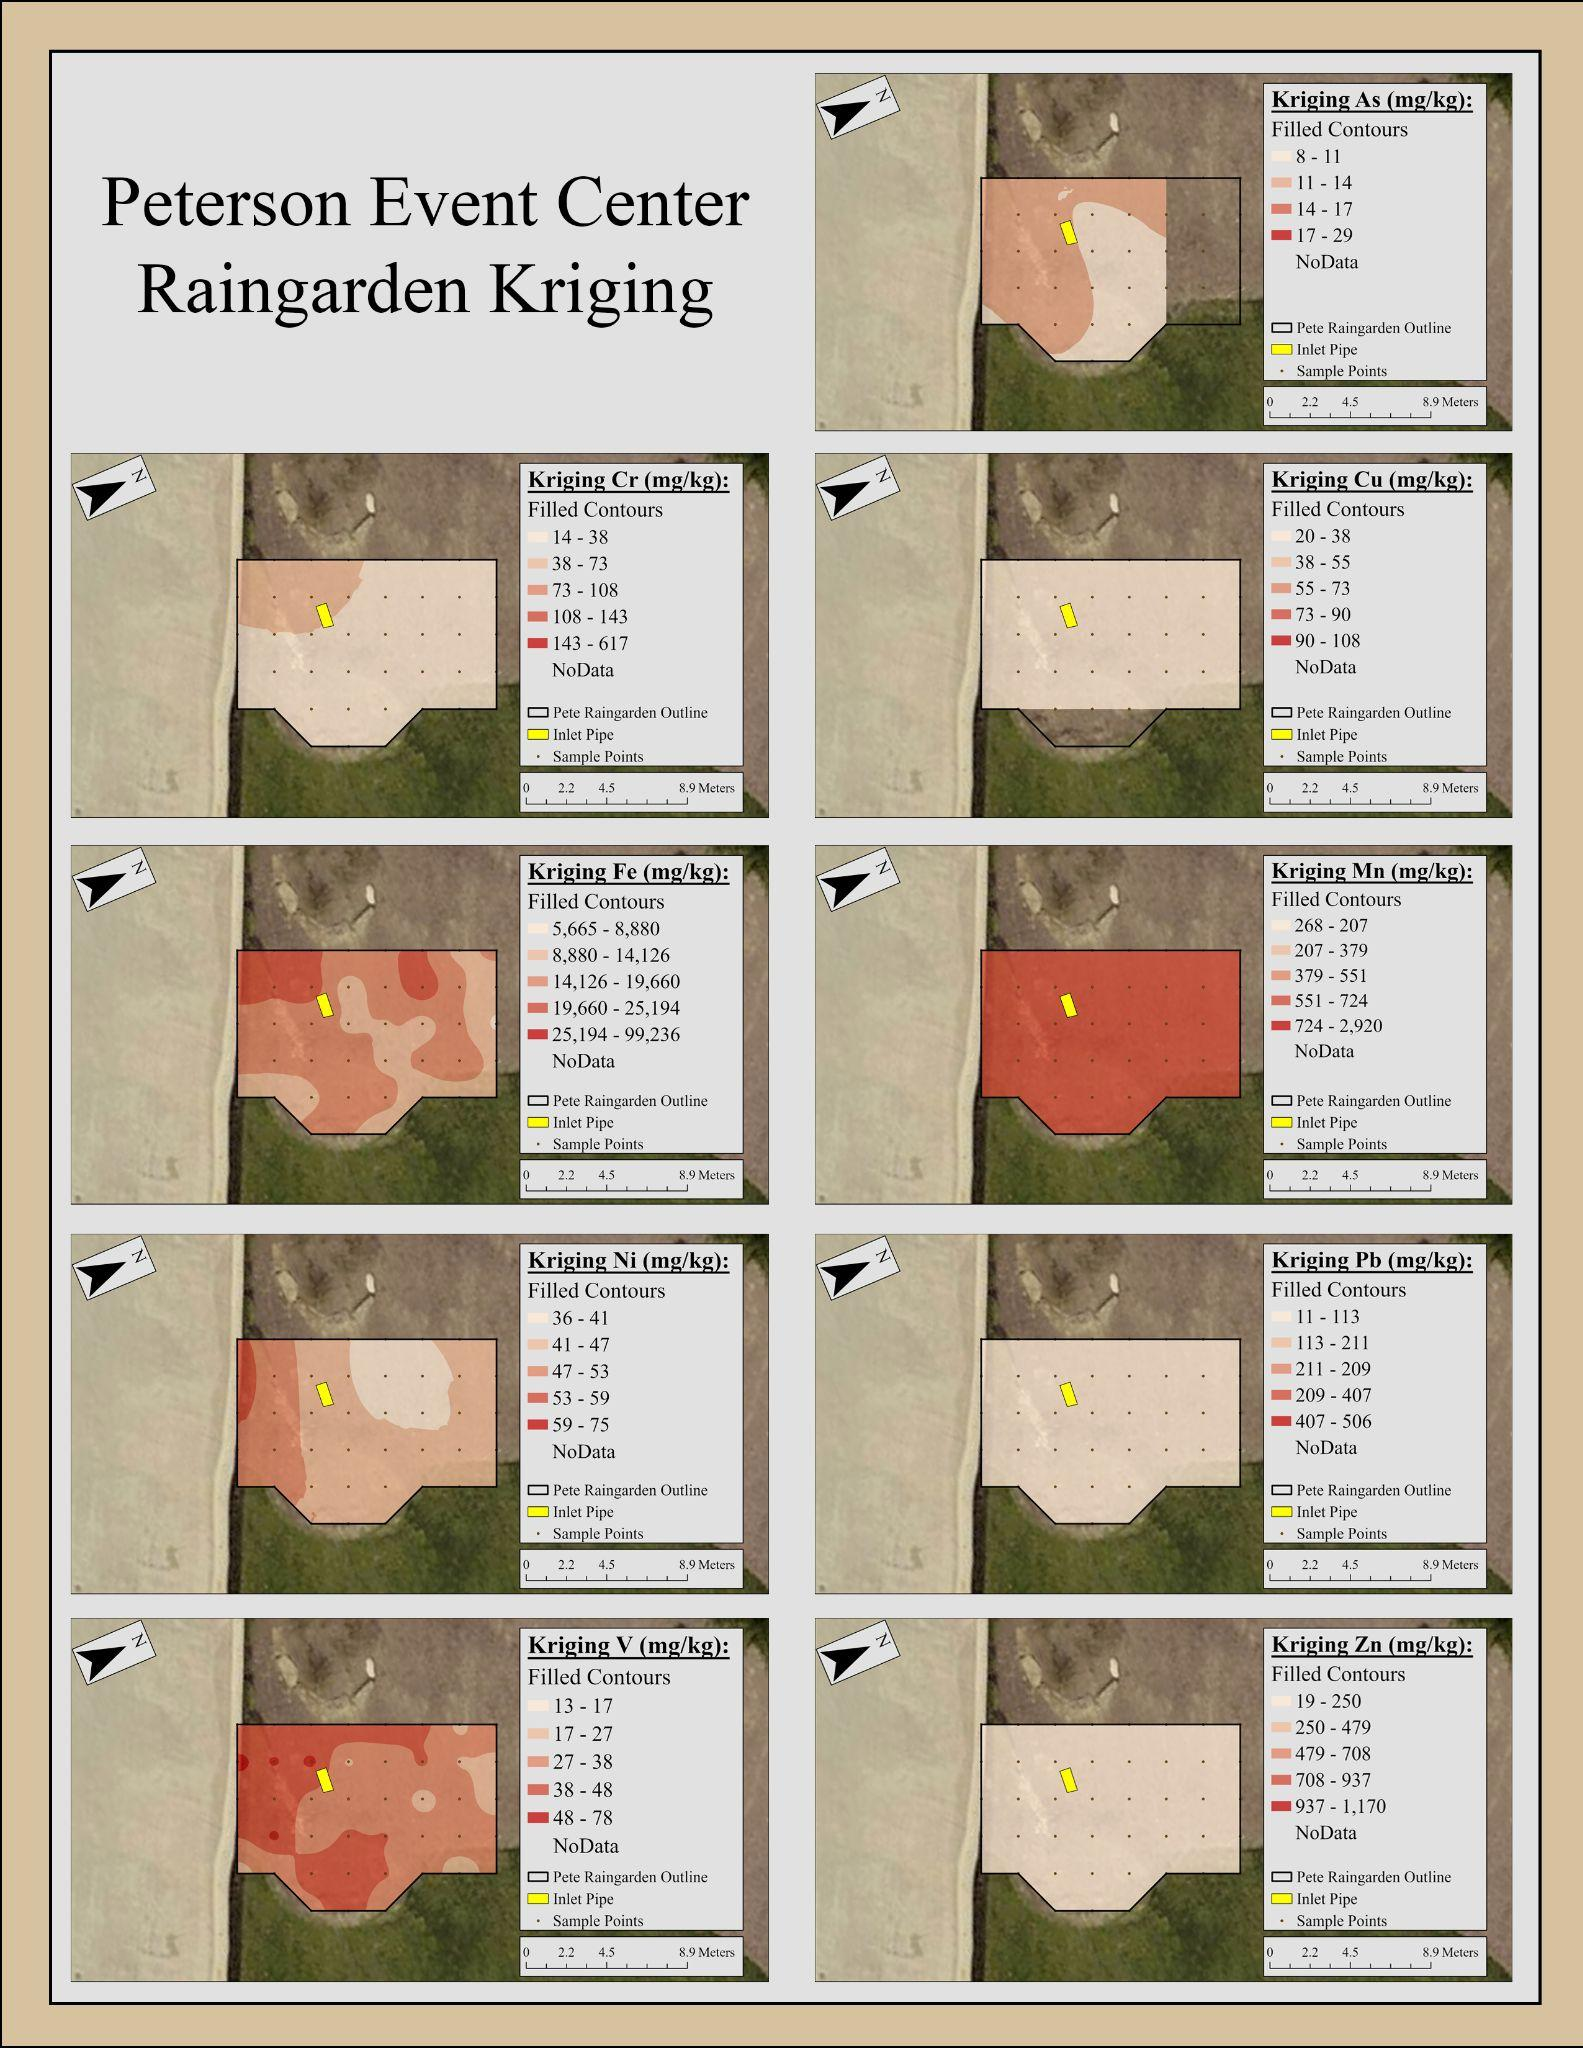 Peterson Event Center
Raingarden Kriging
N
Kriging As (mg/kg):
Filled Contours
8 - 11
11 - 14
14 - 17
17 - 29
NoData
Pete Raingarden Outline
Inlet Pipe
Sample Points
0 2.2 4.5 8.9 Meters
N
Kriging Cr (mg/kg):
Filled Contours
14 - 38
38 - 73
73 - 108
108 - 143
143 - 617
NoData
Pete Raingarden Outline
Inlet Pipe
Sample Points
0 2.2 4.5 8.9 Meters
N
Kriging Cu (mg/kg):
Filled Contours
20 - 38
38 - 55
55 - 73
73 - 90
90 - 108
NoData
Pete Raingarden Outline
Inlet Pipe
Sample Points
0 2.2 4.5 8.9 Meters
N
Kriging Fe (mg/kg):
Filled Contours
5,665 - 8,880
8,880 - 14,126
14,126 - 19,660
19,660 - 25,194
25,194 - 99,236
NoData
Pete Raingarden Outline
Inlet Pipe
Sample Points
0 2.2 4.5 8.9 Meters
N
Kriging Mn (mg/kg):
Filled Contours
268 - 207
207 - 379
379 - 551
551 - 724
724 - 2,920
NoData
Pete Raingarden Outline
Inlet Pipe
Sample Points
0 2.2 4.5 8.9 Meters
N
Kriging Ni (mg/kg):
Filled Contours
36 - 41
41 - 47
47 - 53
53 - 59
59 - 75
NoData
Pete Raingarden Outline
Inlet Pipe
Sample Points
0 2.2 4.5 8.9 Meters
N
Kriging Pb (mg/kg):
Filled Contours
11 - 113
113 - 211
211 - 209
209 - 407
407 - 506
NoData
Pete Raingarden Outline
Inlet Pipe
Sample Points
0 2.2 4.5 8.9 Meters
N
Kriging V (mg/kg):
Filled Contours
13 - 17
17 - 27
27 - 38
38 - 48
48 - 78
NoData
Pete Raingarden Outline
Inlet Pipe
Sample Points
0 2.2 4.5 8.9 Meters
N
Kriging Zn (mg/kg):
Filled Contours
19 - 250
250 - 479
479 - 708
708 - 937
937 - 1,170
NoData
Pete Raingarden Outline
Inlet Pipe
Sample Points
0 2.2 4.5 8.9 Meters